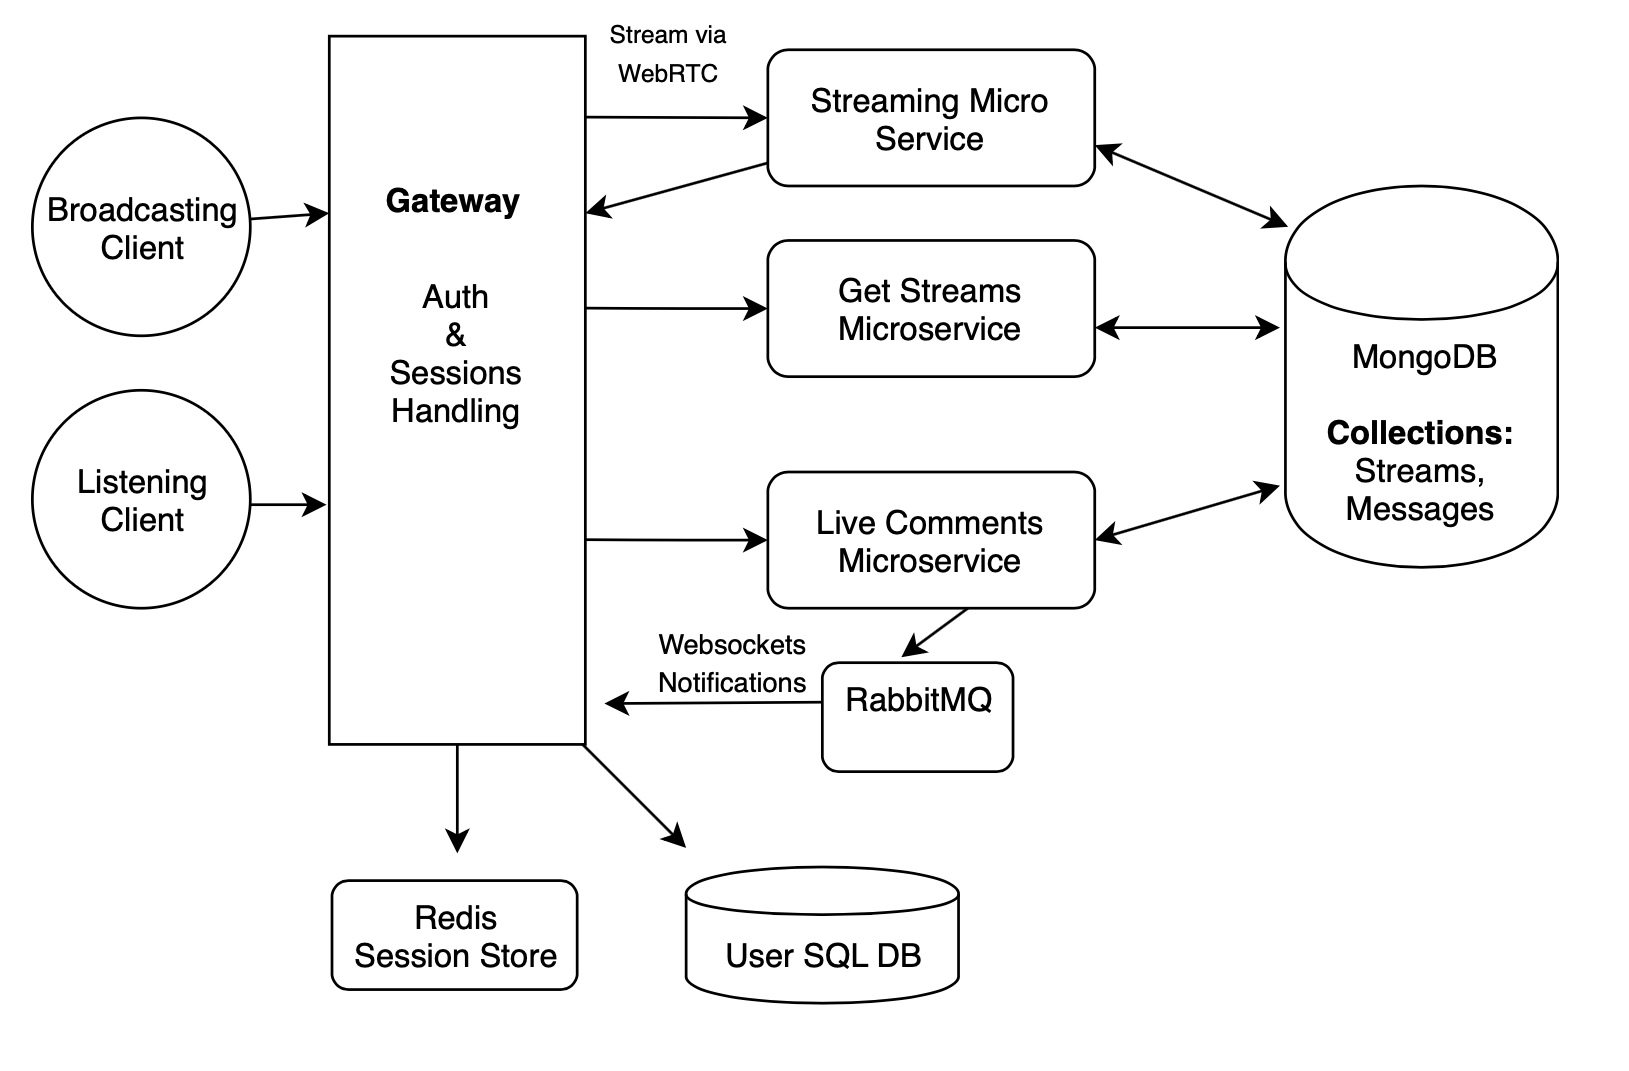 Stream via
WebRTC
Streaming Micro
Service
Broadcasting
Client
Gateway
Auth
&
Sessions
Handling
Get Streams
Microservice
MongoDB
Collections:
Streams,
Messages
Listening
Client
Live Comments
Microservice
Websockets
Notifications
RabbitMQ
Redis
Session Store
User SQL DB